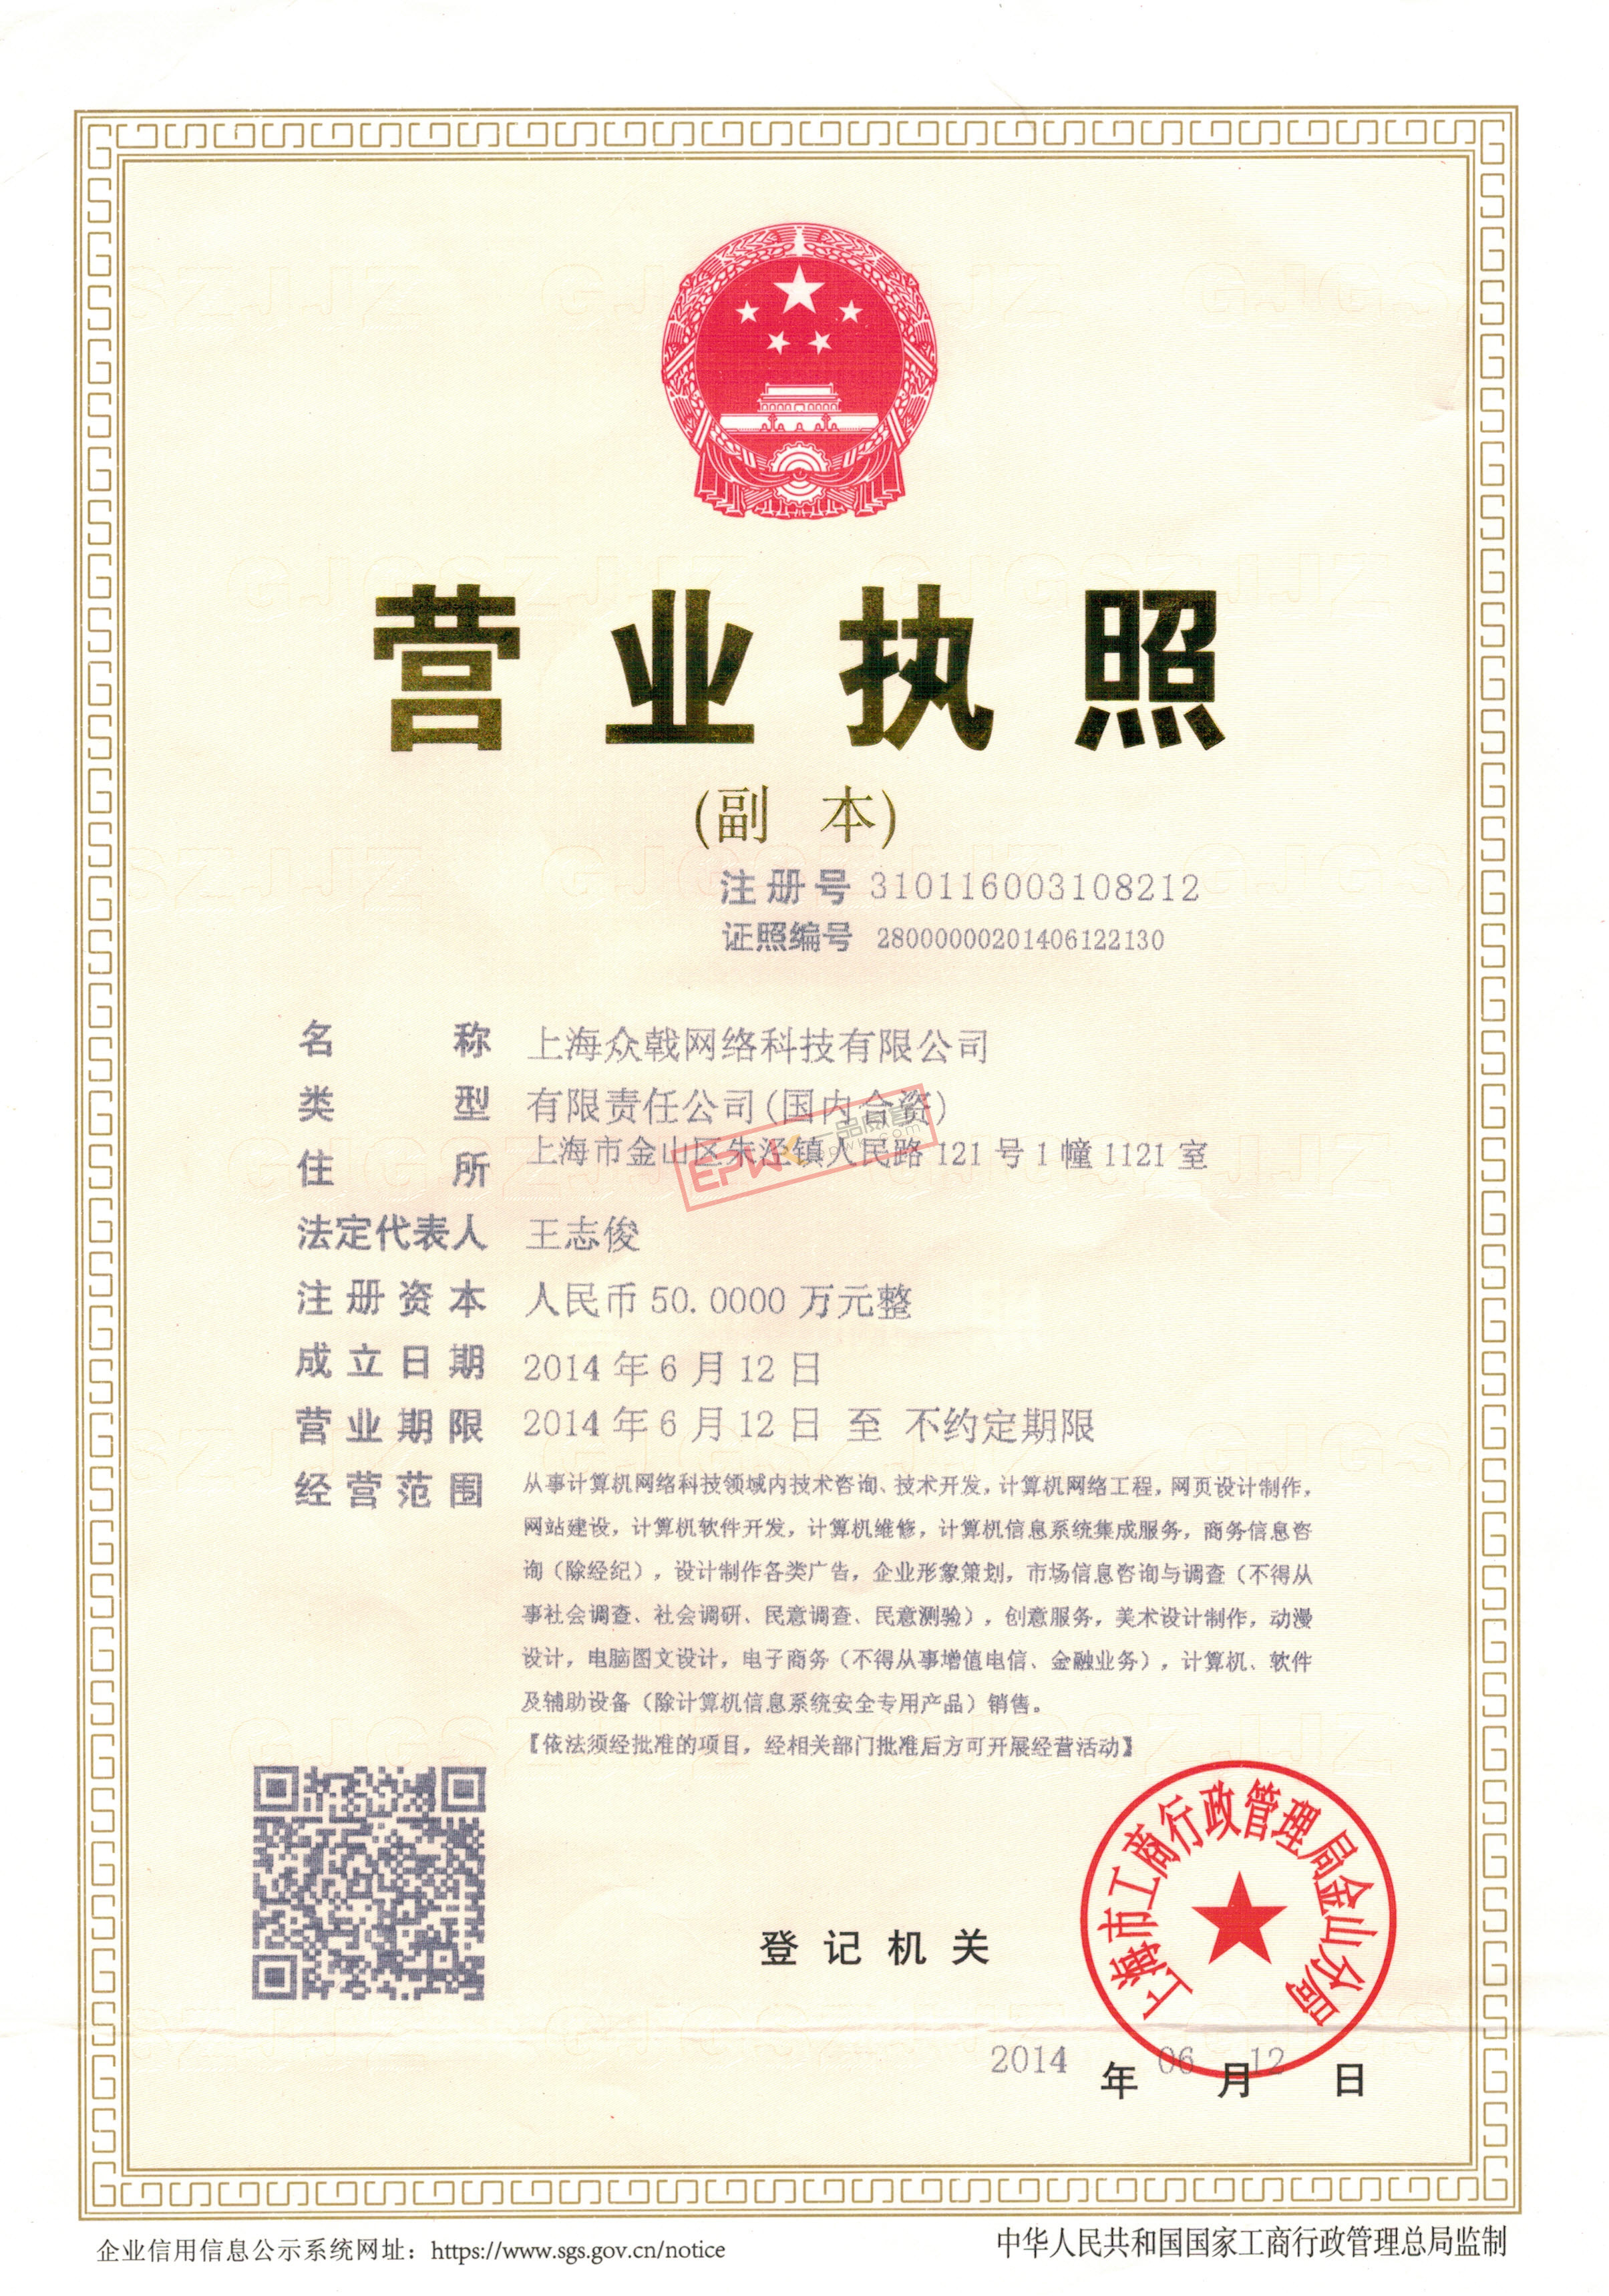 营业执照
(副 本)
注册号 310116003108212
证照编号 28000000201406122130
名称 上海众戟网络科技有限公司
类型 有限责任公司(国内合资)
住所 上海市金山区朱泾镇人民路 121 号 1 幢 1121 室
法定代表人 王志俊
注册资本 人民币 50.0000 万元整
成立日期 2014 年 6 月 12 日
营业期限 2014 年 6 月 12 日 至 不约定期限
经营范围 从事计算机网络科技领域内技术咨询、技术开发，计算机网络工程，网页设计制作，
网站建设，计算机软件开发，计算机维修，计算机信息系统集成服务，商务信息咨
询（除经纪），设计制作各类广告，企业形象策划，市场信息咨询与调查（不得从
事社会调查、社会调研、民意调查、民意测验），创意服务，美术设计制作，动漫
设计，电脑图文设计，电子商务（不得从事增值电信、金融业务），计算机、软件
及辅助设备（除计算机信息系统安全专用产品）销售。
【依法须经批准的项目，经相关部门批准后方可开展经营活动】
EPWK 一品威客
登记机关
上海市工商行政管理局金山分局
2014 年 06 月 12 日
企业信用信息公示系统网址：https://www.sgs.gov.cn/notice
中华人民共和国国家工商行政管理总局监制